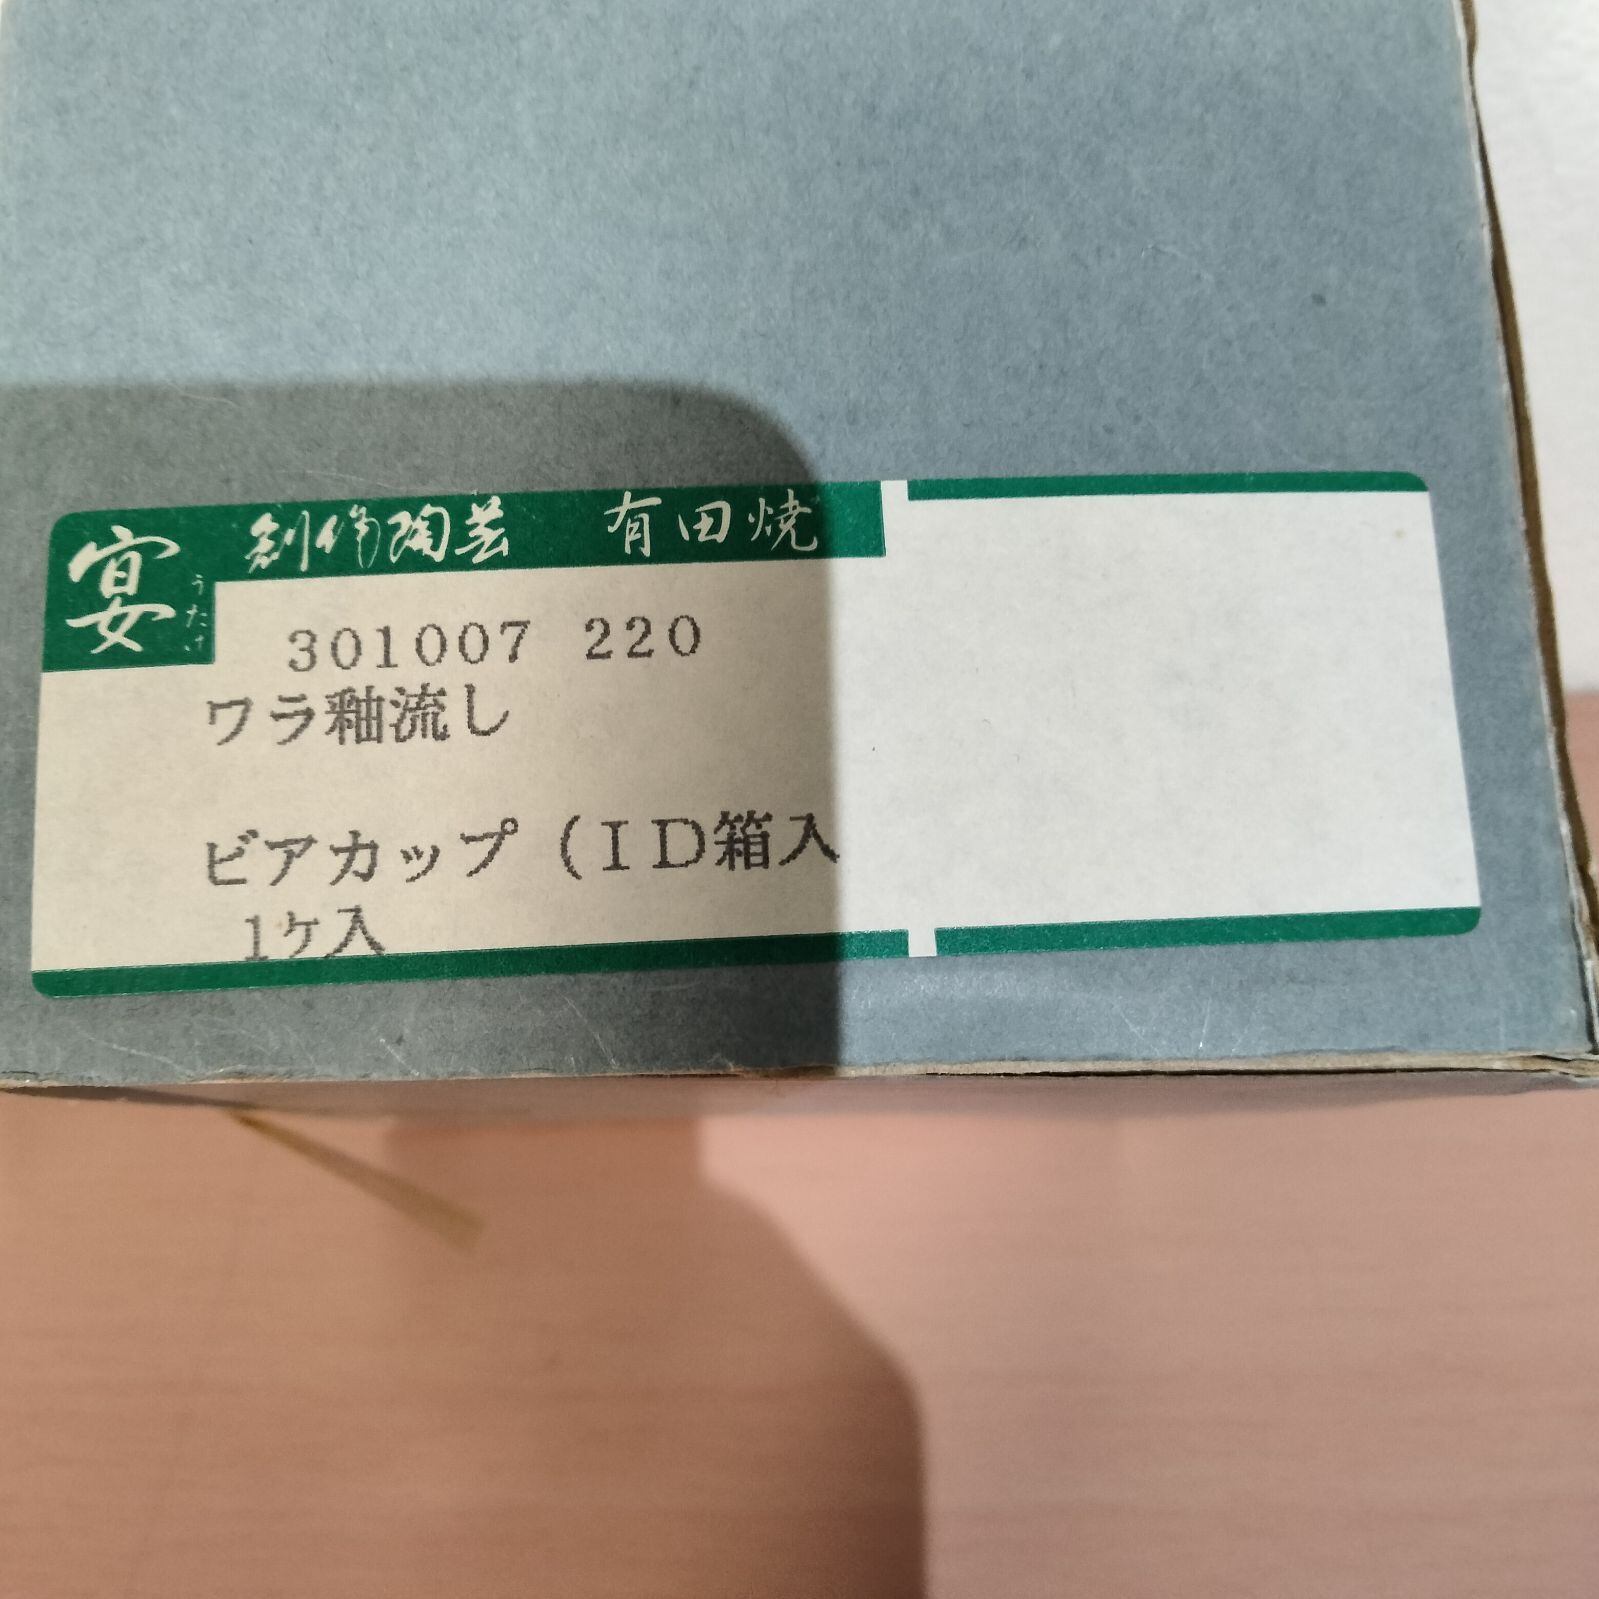 宴 うたげ 創作陶芸 有田焼
301007 220
ワラ釉流し
ビアカップ（ＩＤ箱入
1ケ入